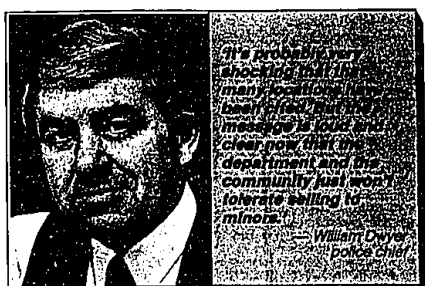 'It's probably very
shocking that that
many locations have
been cited. But the
message is loud and
clear now that the
department and the
community just won't
tolerate selling to
minors.'
— William Dwyer
police chief